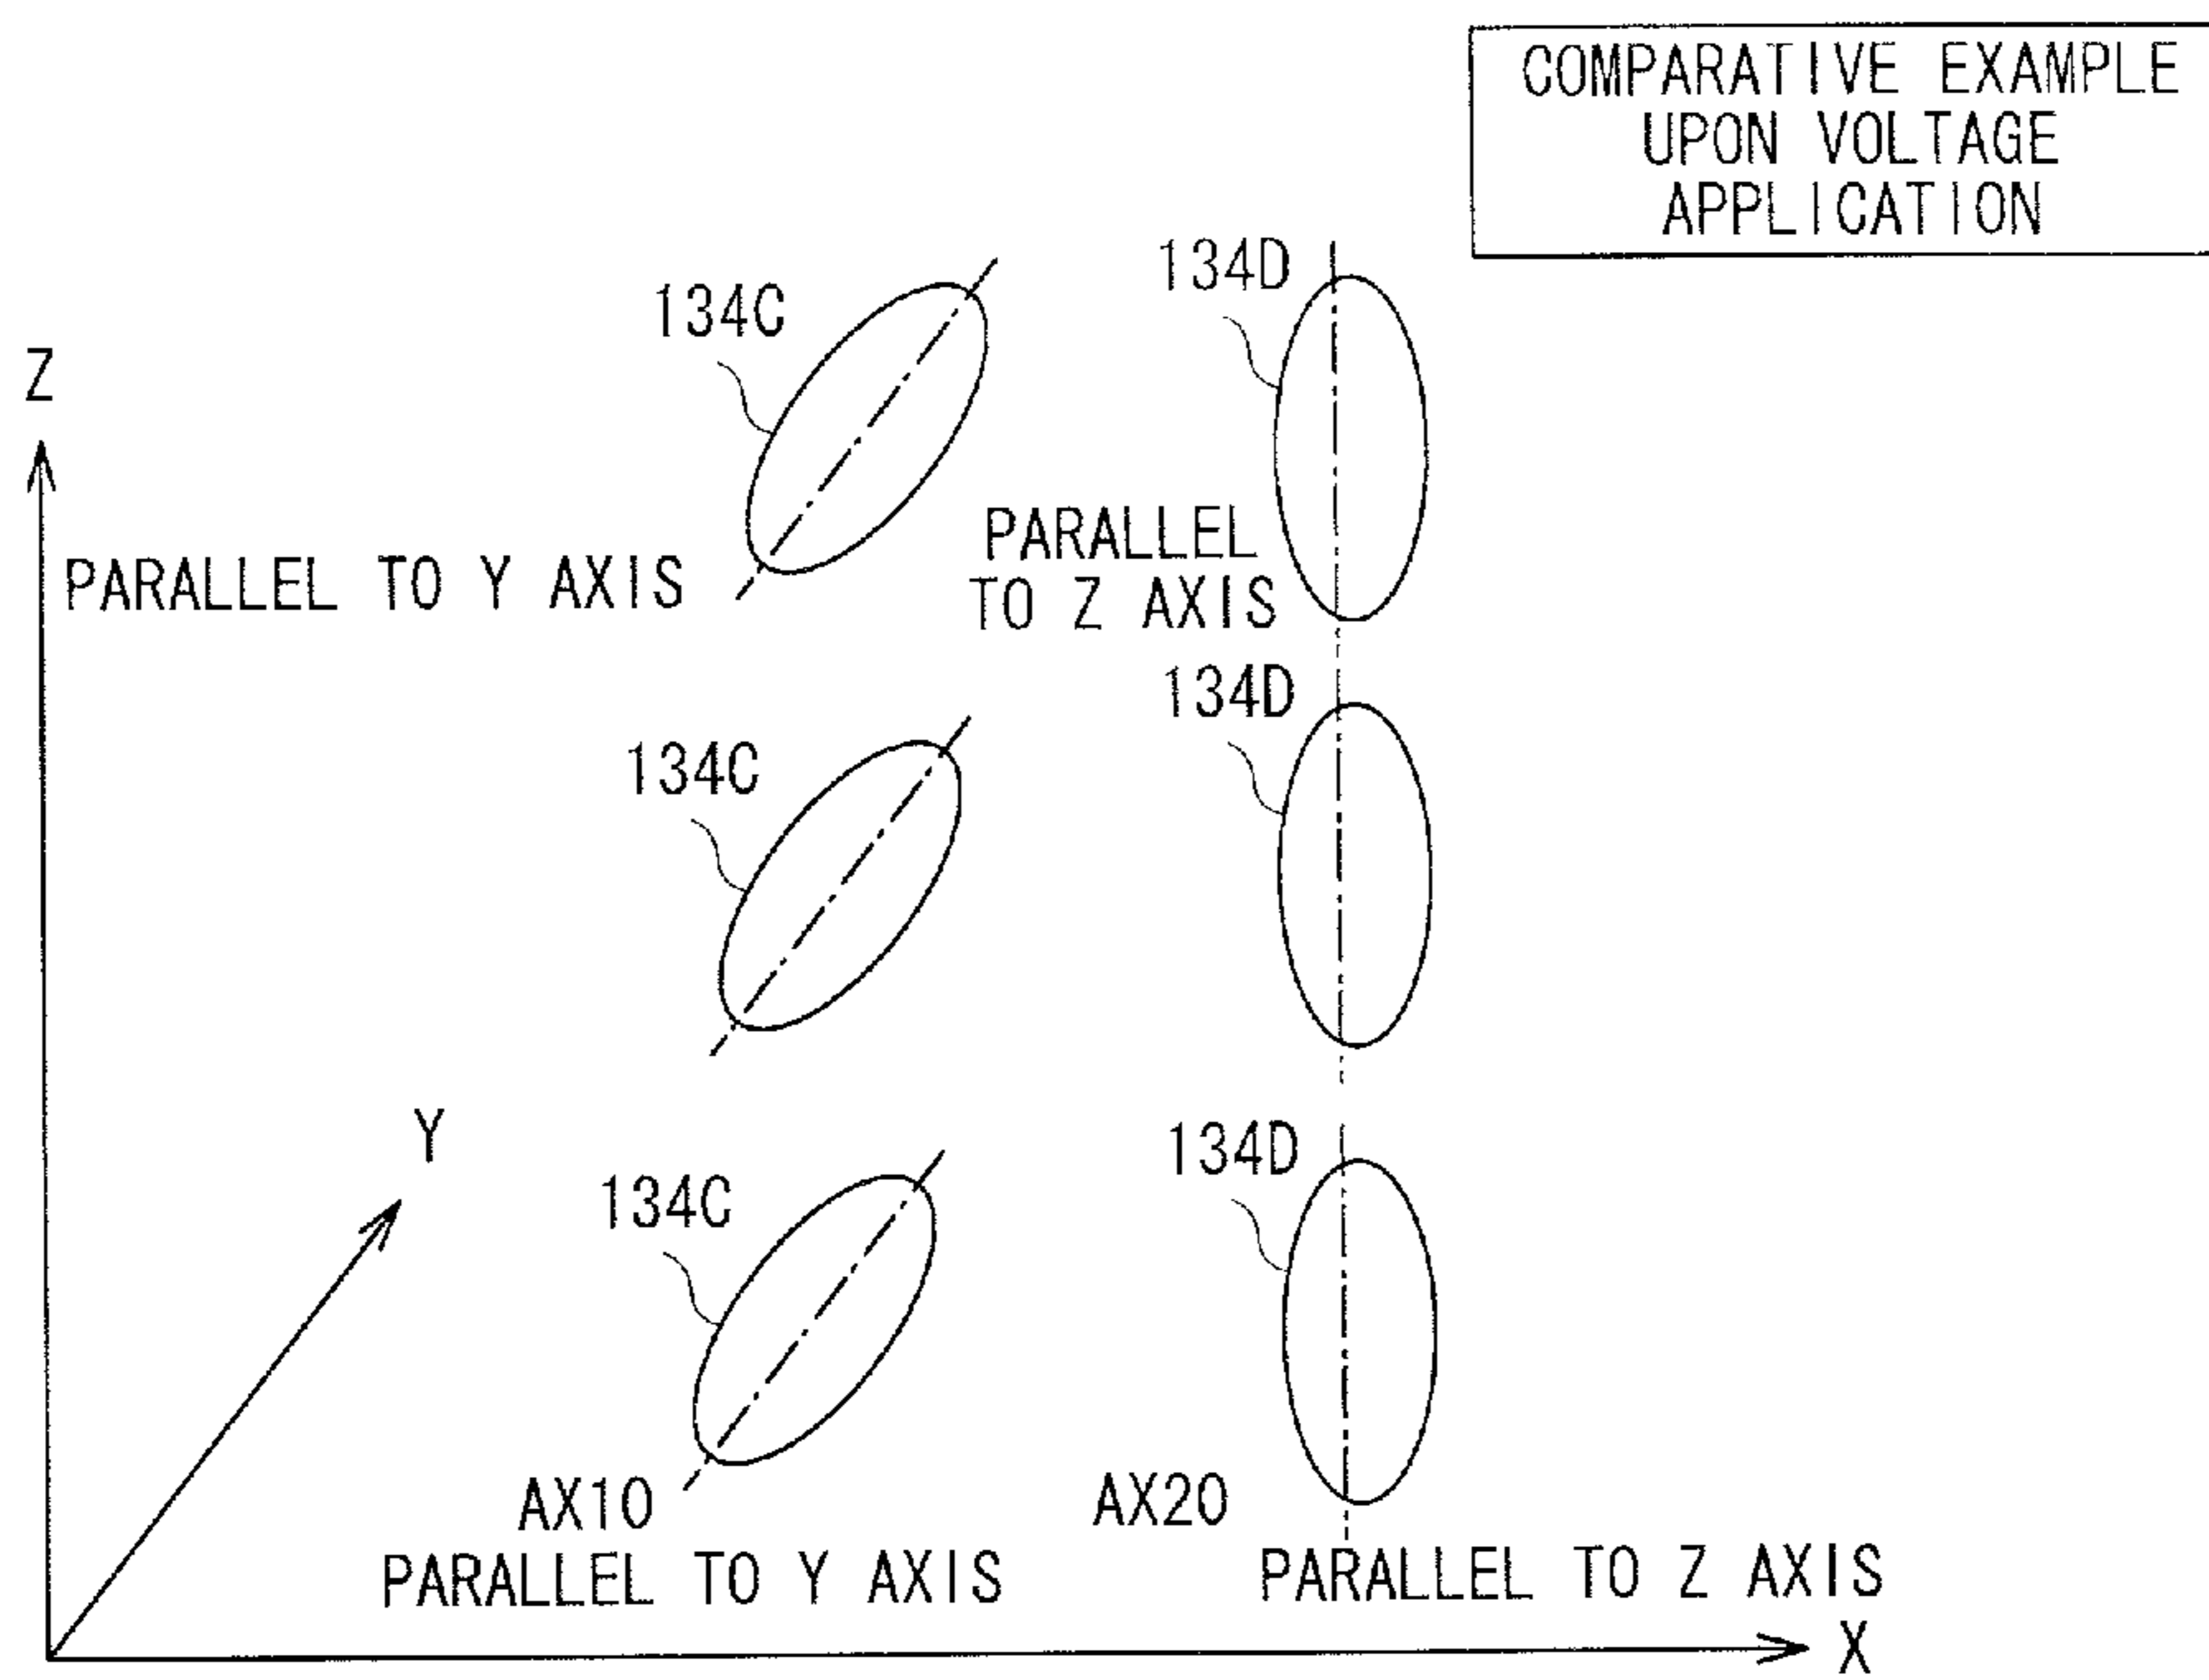 COMPARATIVE EXAMPLE
UPON VOLTAGE
APPLICATION
134C
134D
Z
PARALLEL TO Y AXIS
PARALLEL
TO Z AXIS
134C
134D
Y
134C
134D
AX10
AX20
PARALLEL TO Y AXIS
PARALLEL TO Z AXIS
X